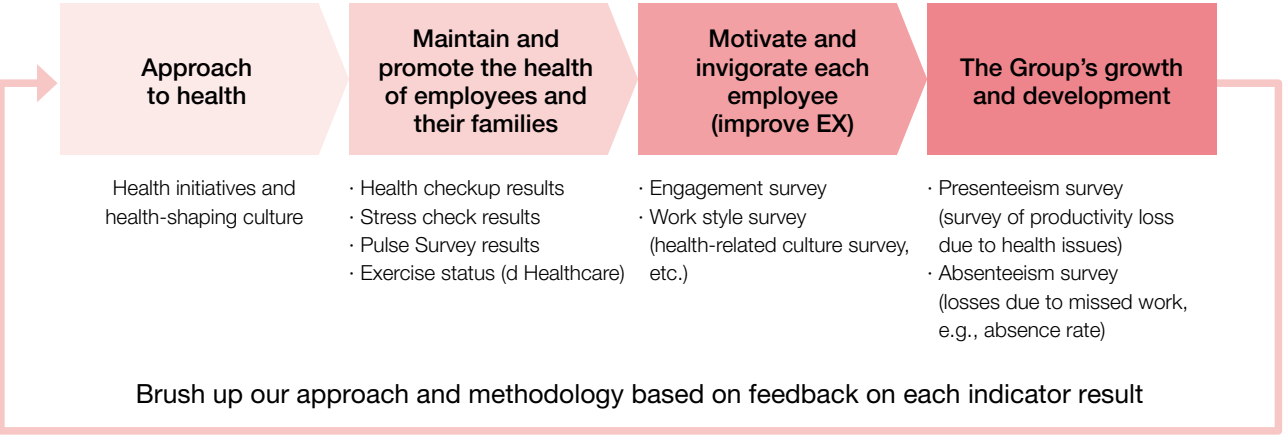 Approach
to health
Maintain and
promote the health
of employees and
their families
Motivate and
invigorate each
employee
(improve EX)
The Group's growth
and development
Health initiatives and
health-shaping culture
· Health checkup results
· Stress check results
· Pulse Survey results
· Exercise status (d Healthcare)
· Engagement survey
· Work style survey
(health-related culture survey,
etc.)
· Presenteeism survey
(survey of productivity loss
due to health issues)
· Absenteeism survey
(losses due to missed work,
e.g., absence rate)
Brush up our approach and methodology based on feedback on each indicator result